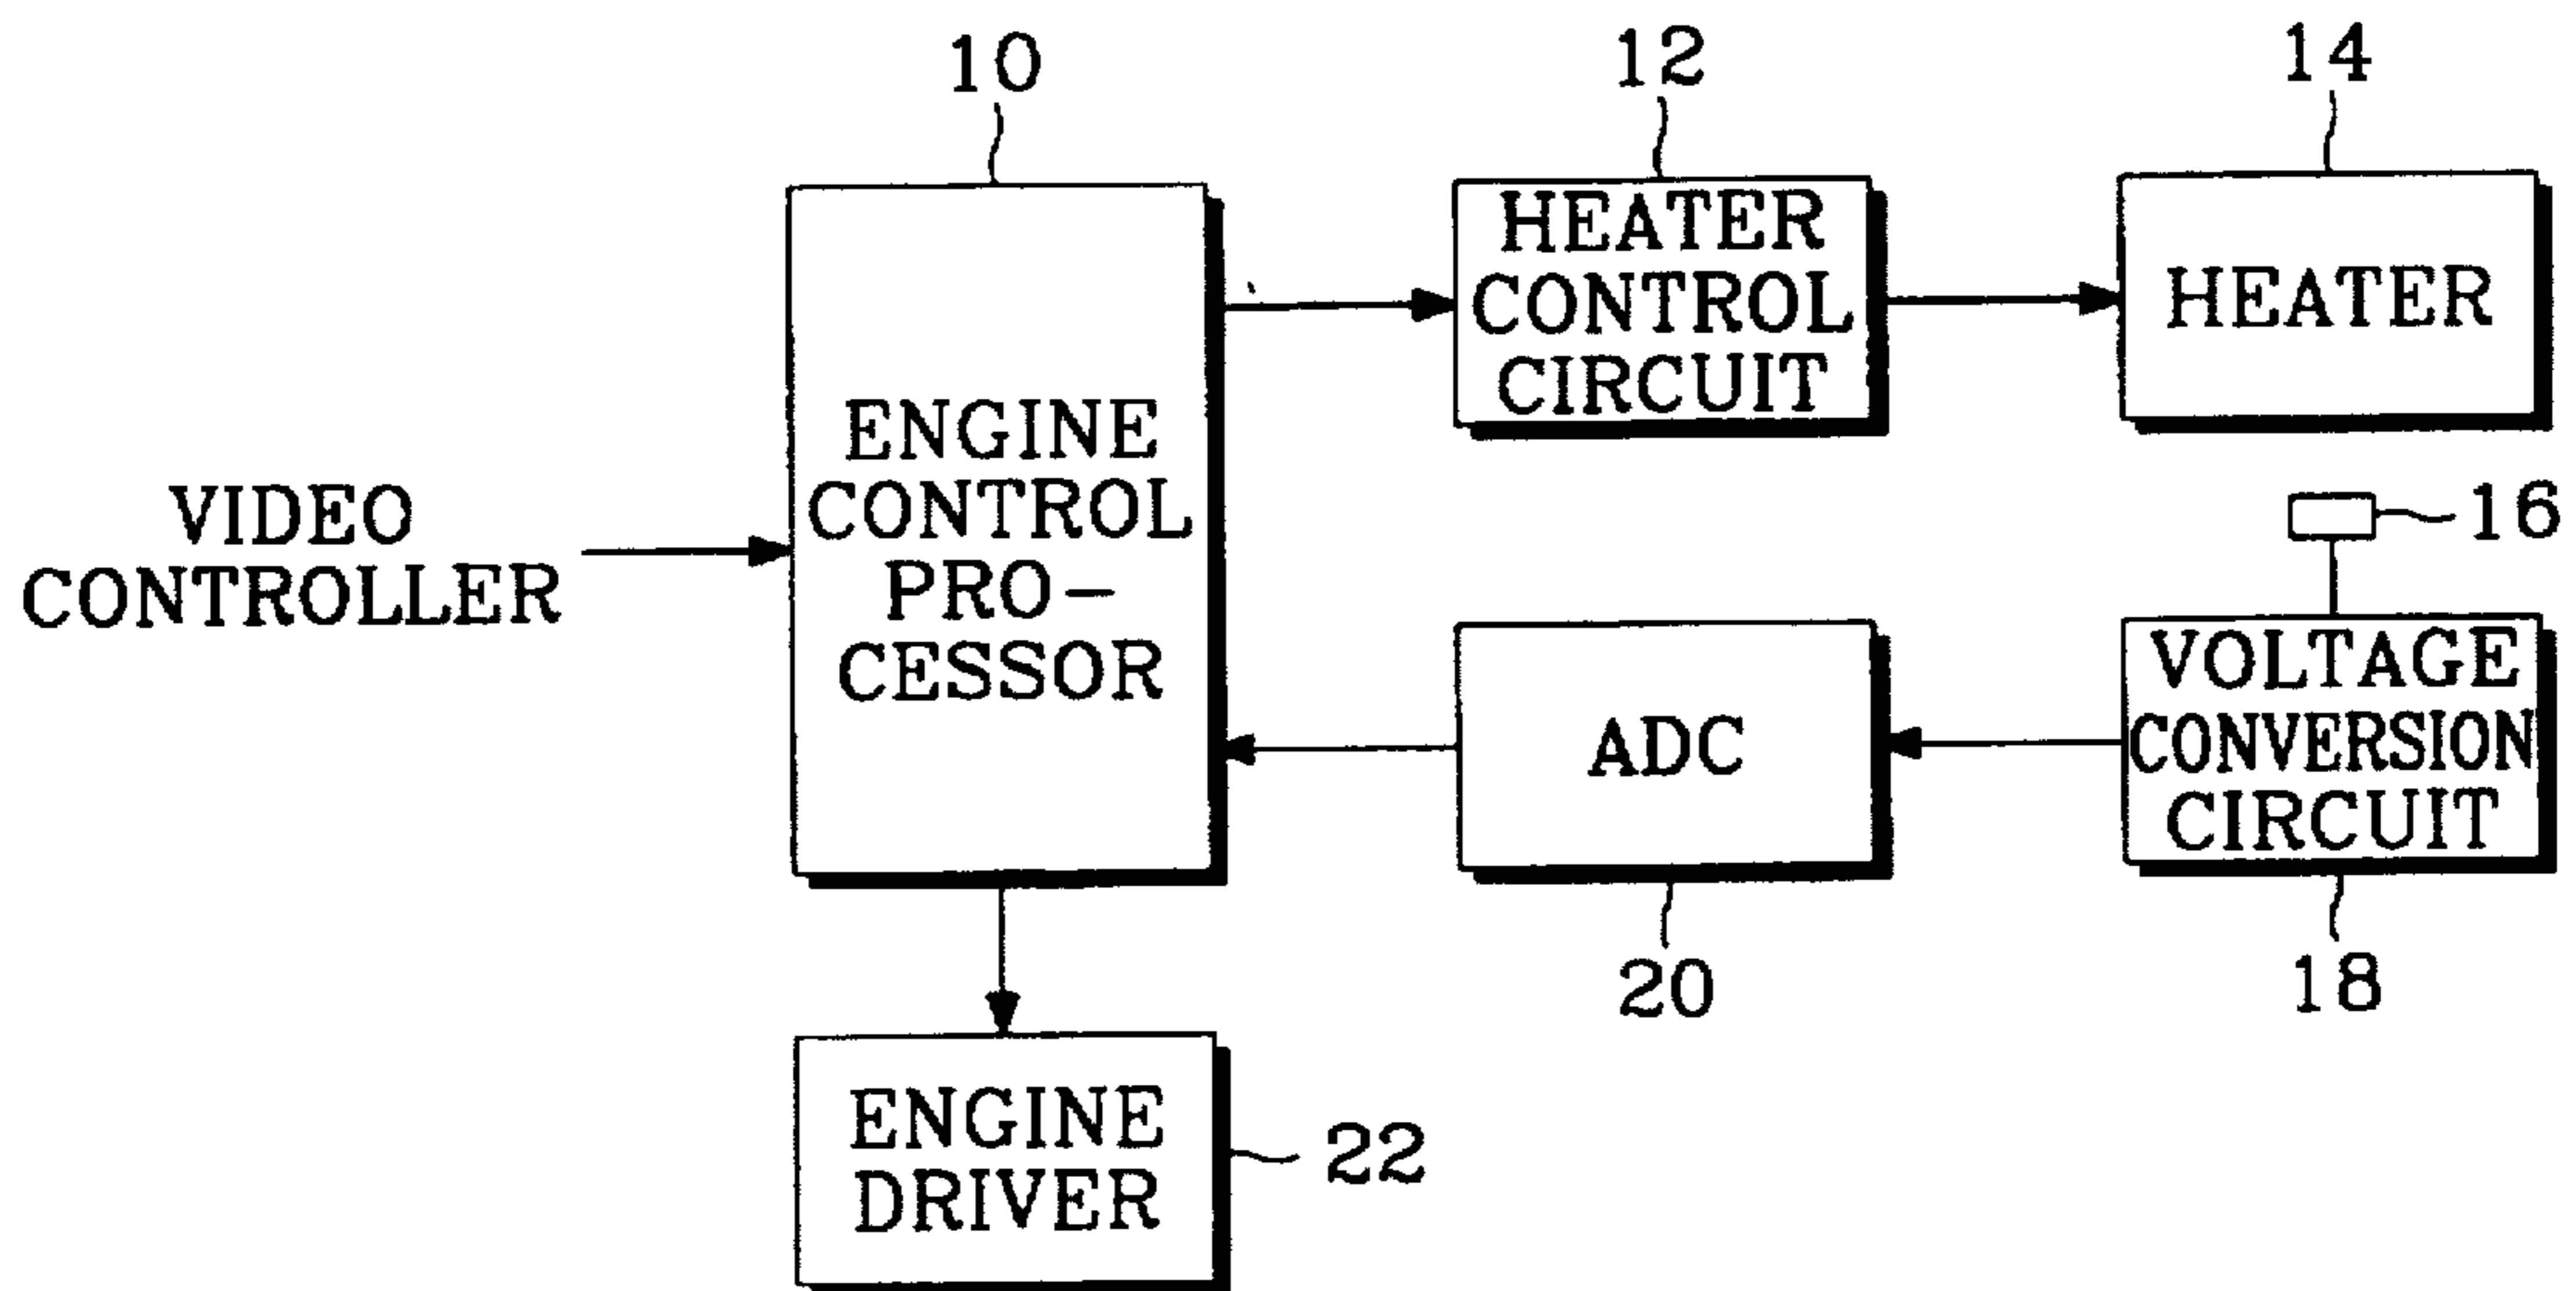 10
12
14
HEATER
CONTROL
CIRCUIT
HEATER
ENGINE
CONTROL
PRO-
CESSOR
VIDEO
CONTROLLER
16
VOLTAGE
CONVERSION
CIRCUIT
ADC
20
18
ENGINE
DRIVER
22